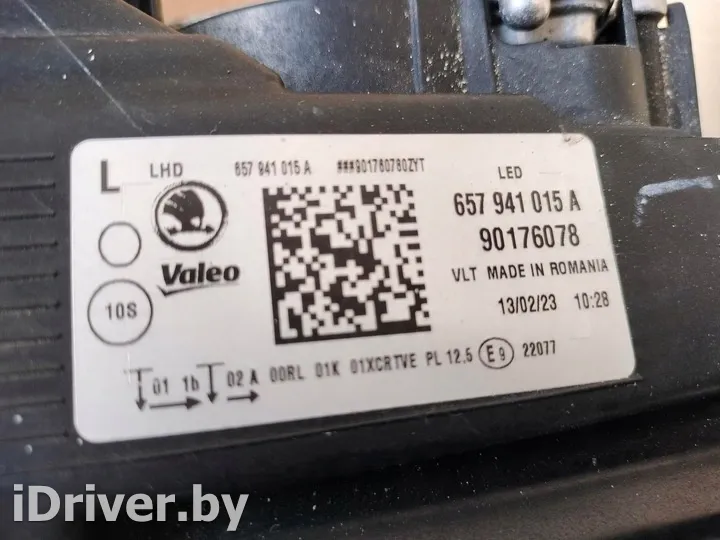 L LHD 657 941 015 A ###901760780ZYT LED
657 941 015 A
90176078
Valeo
VLT MADE IN ROMANIA
10S
13/02/23 10:28
01 1b 02 A 00RL 01K 01XCRTVE PL 12.5 E9 22077
iDriver.by